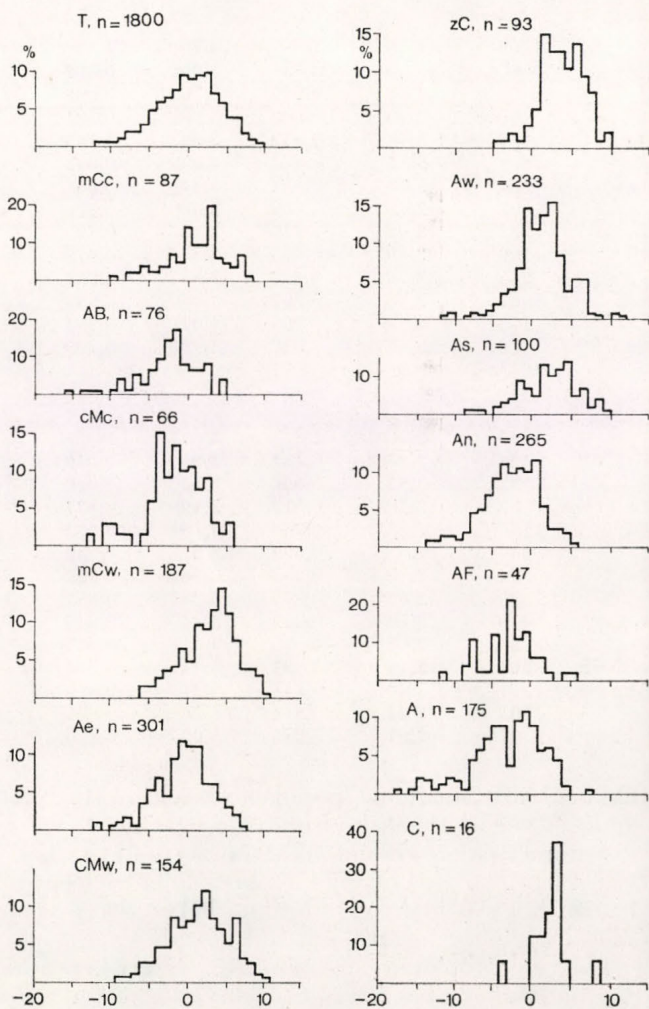 T, n = 1800
%
10
5
mCc, n = 87
20
10
AB, n = 76
20
10
cMc, n = 66
15
10
5
mCw, n = 187
15
10
5
Ae, n = 301
10
5
CMw, n = 154
10
5
-20 -10 0 10
zC, n = 93
%
15
10
5
Aw, n = 233
15
10
5
As, n = 100
10
An, n = 265
10
5
AF, n = 47
20
10
A, n = 175
10
5
C, n = 16
40
30
20
10
-20 -10 0 10